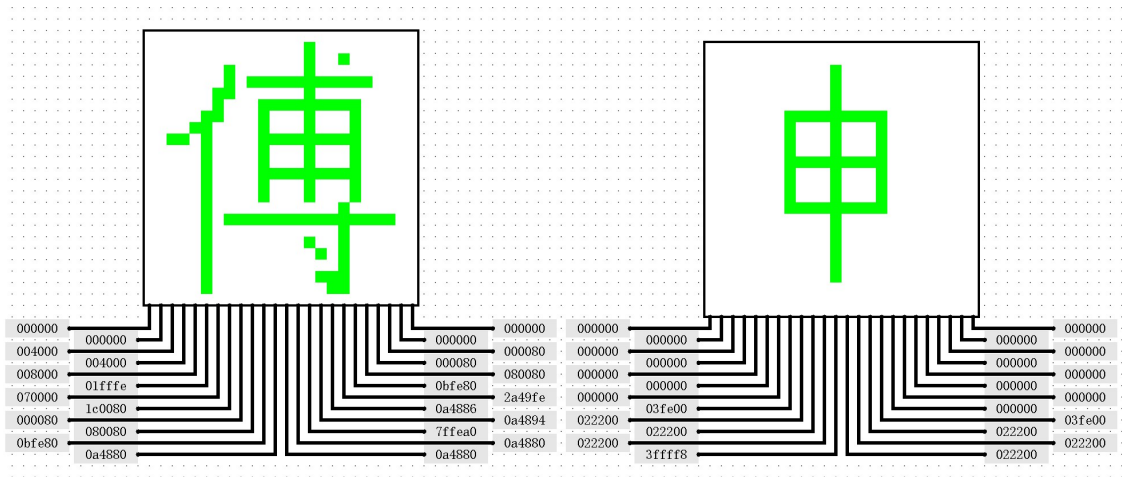 傅 申
000000 000000 000000 000000
000000 000000 000000 000000
004000 000080 000000 000000
004000 000080 000000 000000
008000 080080 000000 000000
01fffe 0bfe80 000000 000000
070000 2a49fe 000000 000000
1c0080 0a4886 03fe00 000000
000080 0a4894 022200 03fe00
080080 7ffea0 022200 022200
0bfe80 0a4880 022200 022200
0a4880 0a4880 3ffff8 022200